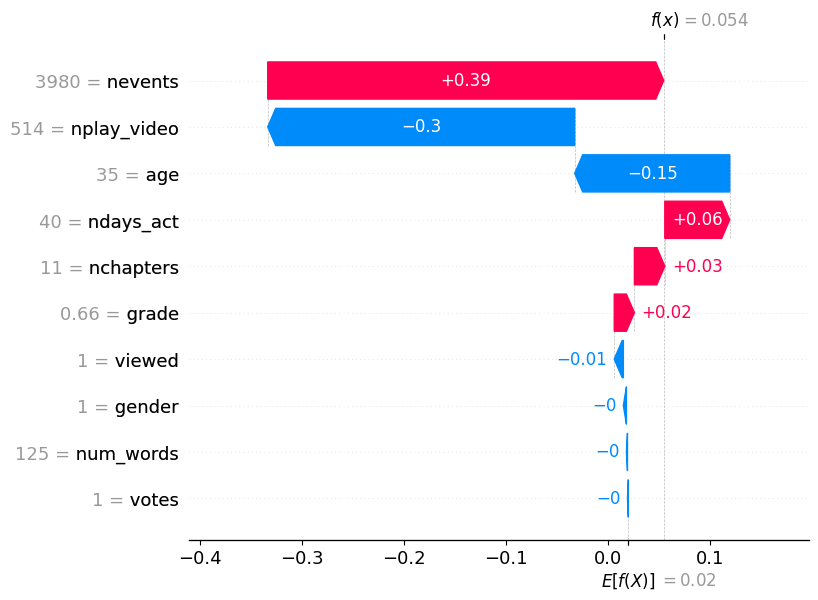 f(x) = 0.054
3980 = nevents +0.39
514 = nplay_video −0.3
35 = age −0.15
40 = ndays_act +0.06
11 = nchapters +0.03
0.66 = grade +0.02
1 = viewed −0.01
1 = gender −0
125 = num_words −0
1 = votes −0
−0.4 −0.3 −0.2 −0.1 0.0 0.1
E[f(X)] = 0.02